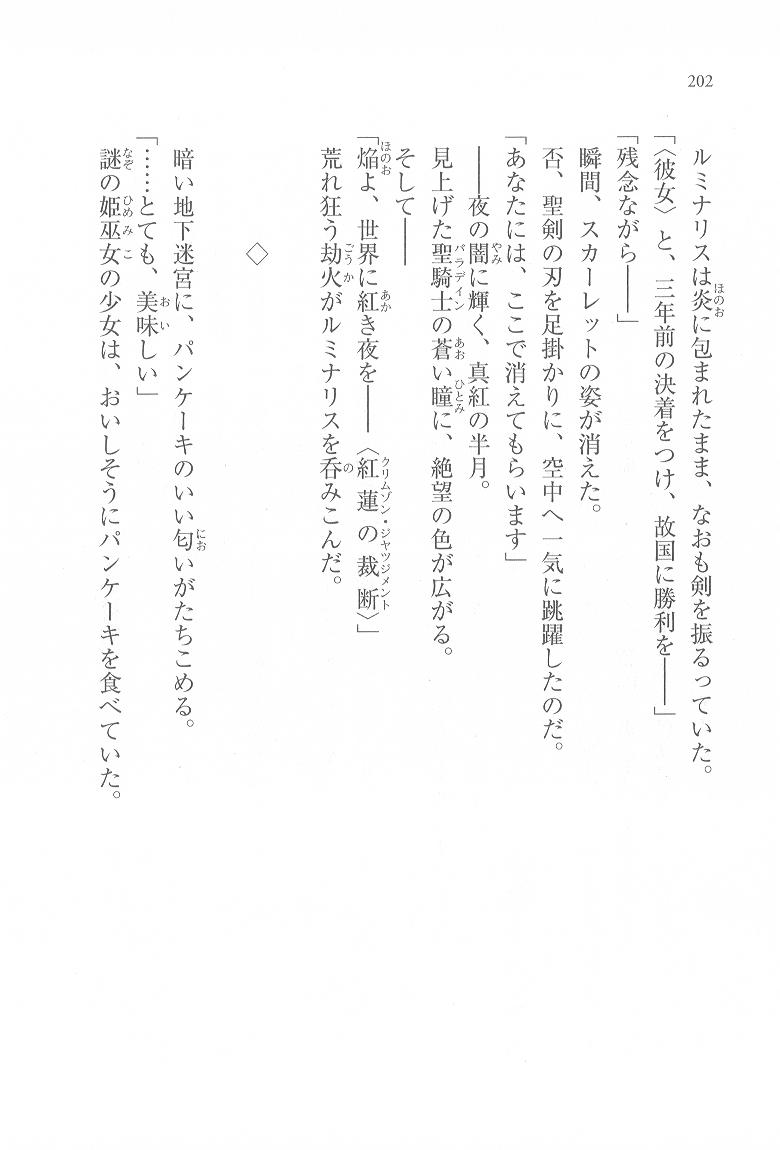 202
ルミナリスは炎に包まれたまま、なおも剣を振るっていた。
「〈彼女〉と、三年前の決着をつけ、故国に勝利を――」
「残念ながら――」
瞬間、スカーレットの姿が消えた。
否、聖剣の刃を足掛かりに、空中へ一気に跳躍したのだ。
「あなたには、ここで消えてもらいます」
――夜の闇に輝く、真紅の半月。
見上げた聖騎士の蒼い瞳に、絶望の色が広がる。
そして――
「焔よ、世界に紅き夜を――〈紅蓮の裁断〉」
荒れ狂う劫火がルミナリスを呑みこんだ。
◇
暗い地下迷宮に、パンケーキのいい匂いがたちこめる。
「……とても、美味しい」
謎の姫巫女の少女は、おいしそうにパンケーキを食べていた。